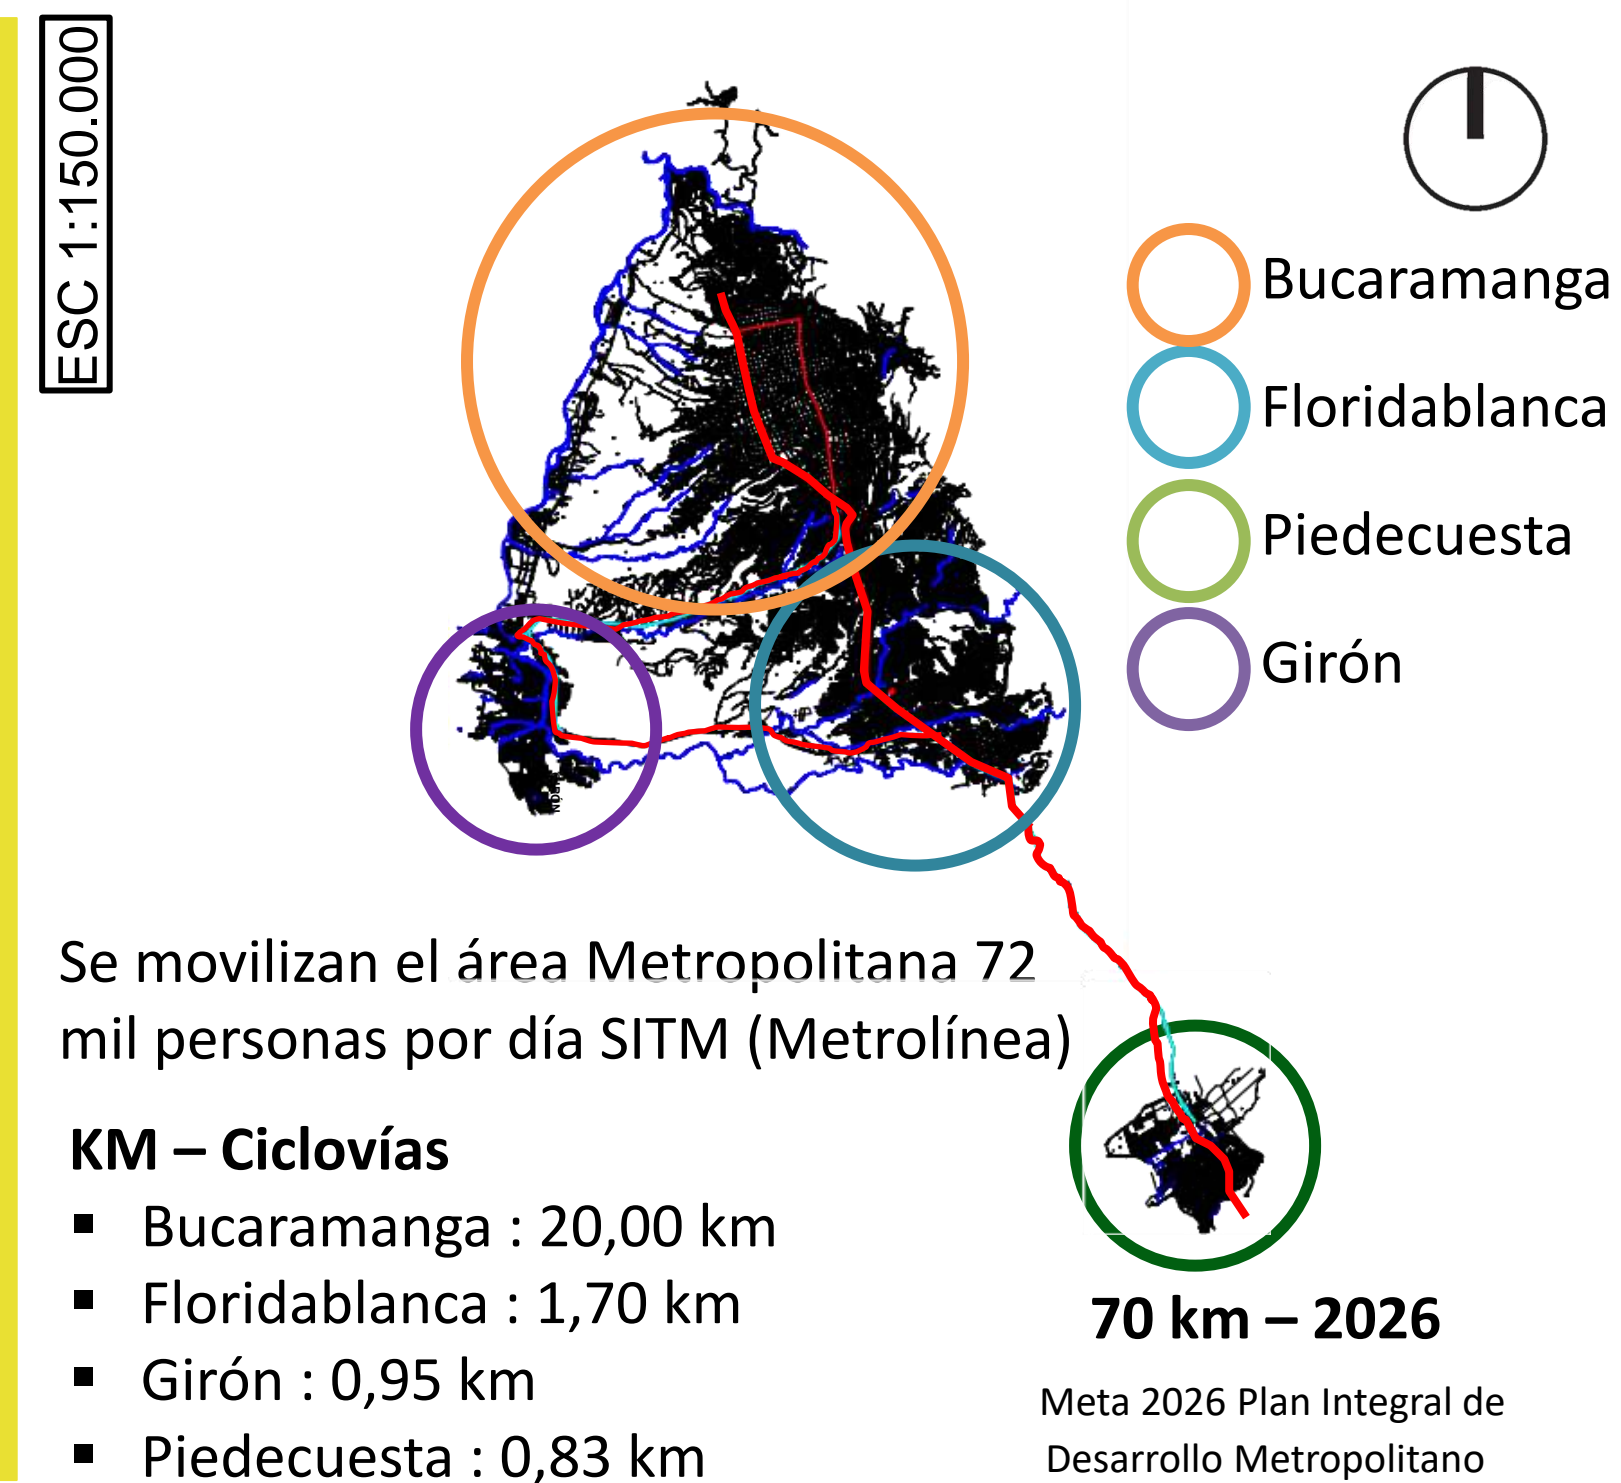 ESC 1:150.000
Bucaramanga
Floridablanca
Piedecuesta
Girón
Se movilizan el área Metropolitana 72
mil personas por día SITM (Metrolínea)
KM – Ciclovías
▪ Bucaramanga : 20,00 km
▪ Floridablanca : 1,70 km
▪ Girón : 0,95 km
▪ Piedecuesta : 0,83 km
70 km – 2026
Meta 2026 Plan Integral de
Desarrollo Metropolitano